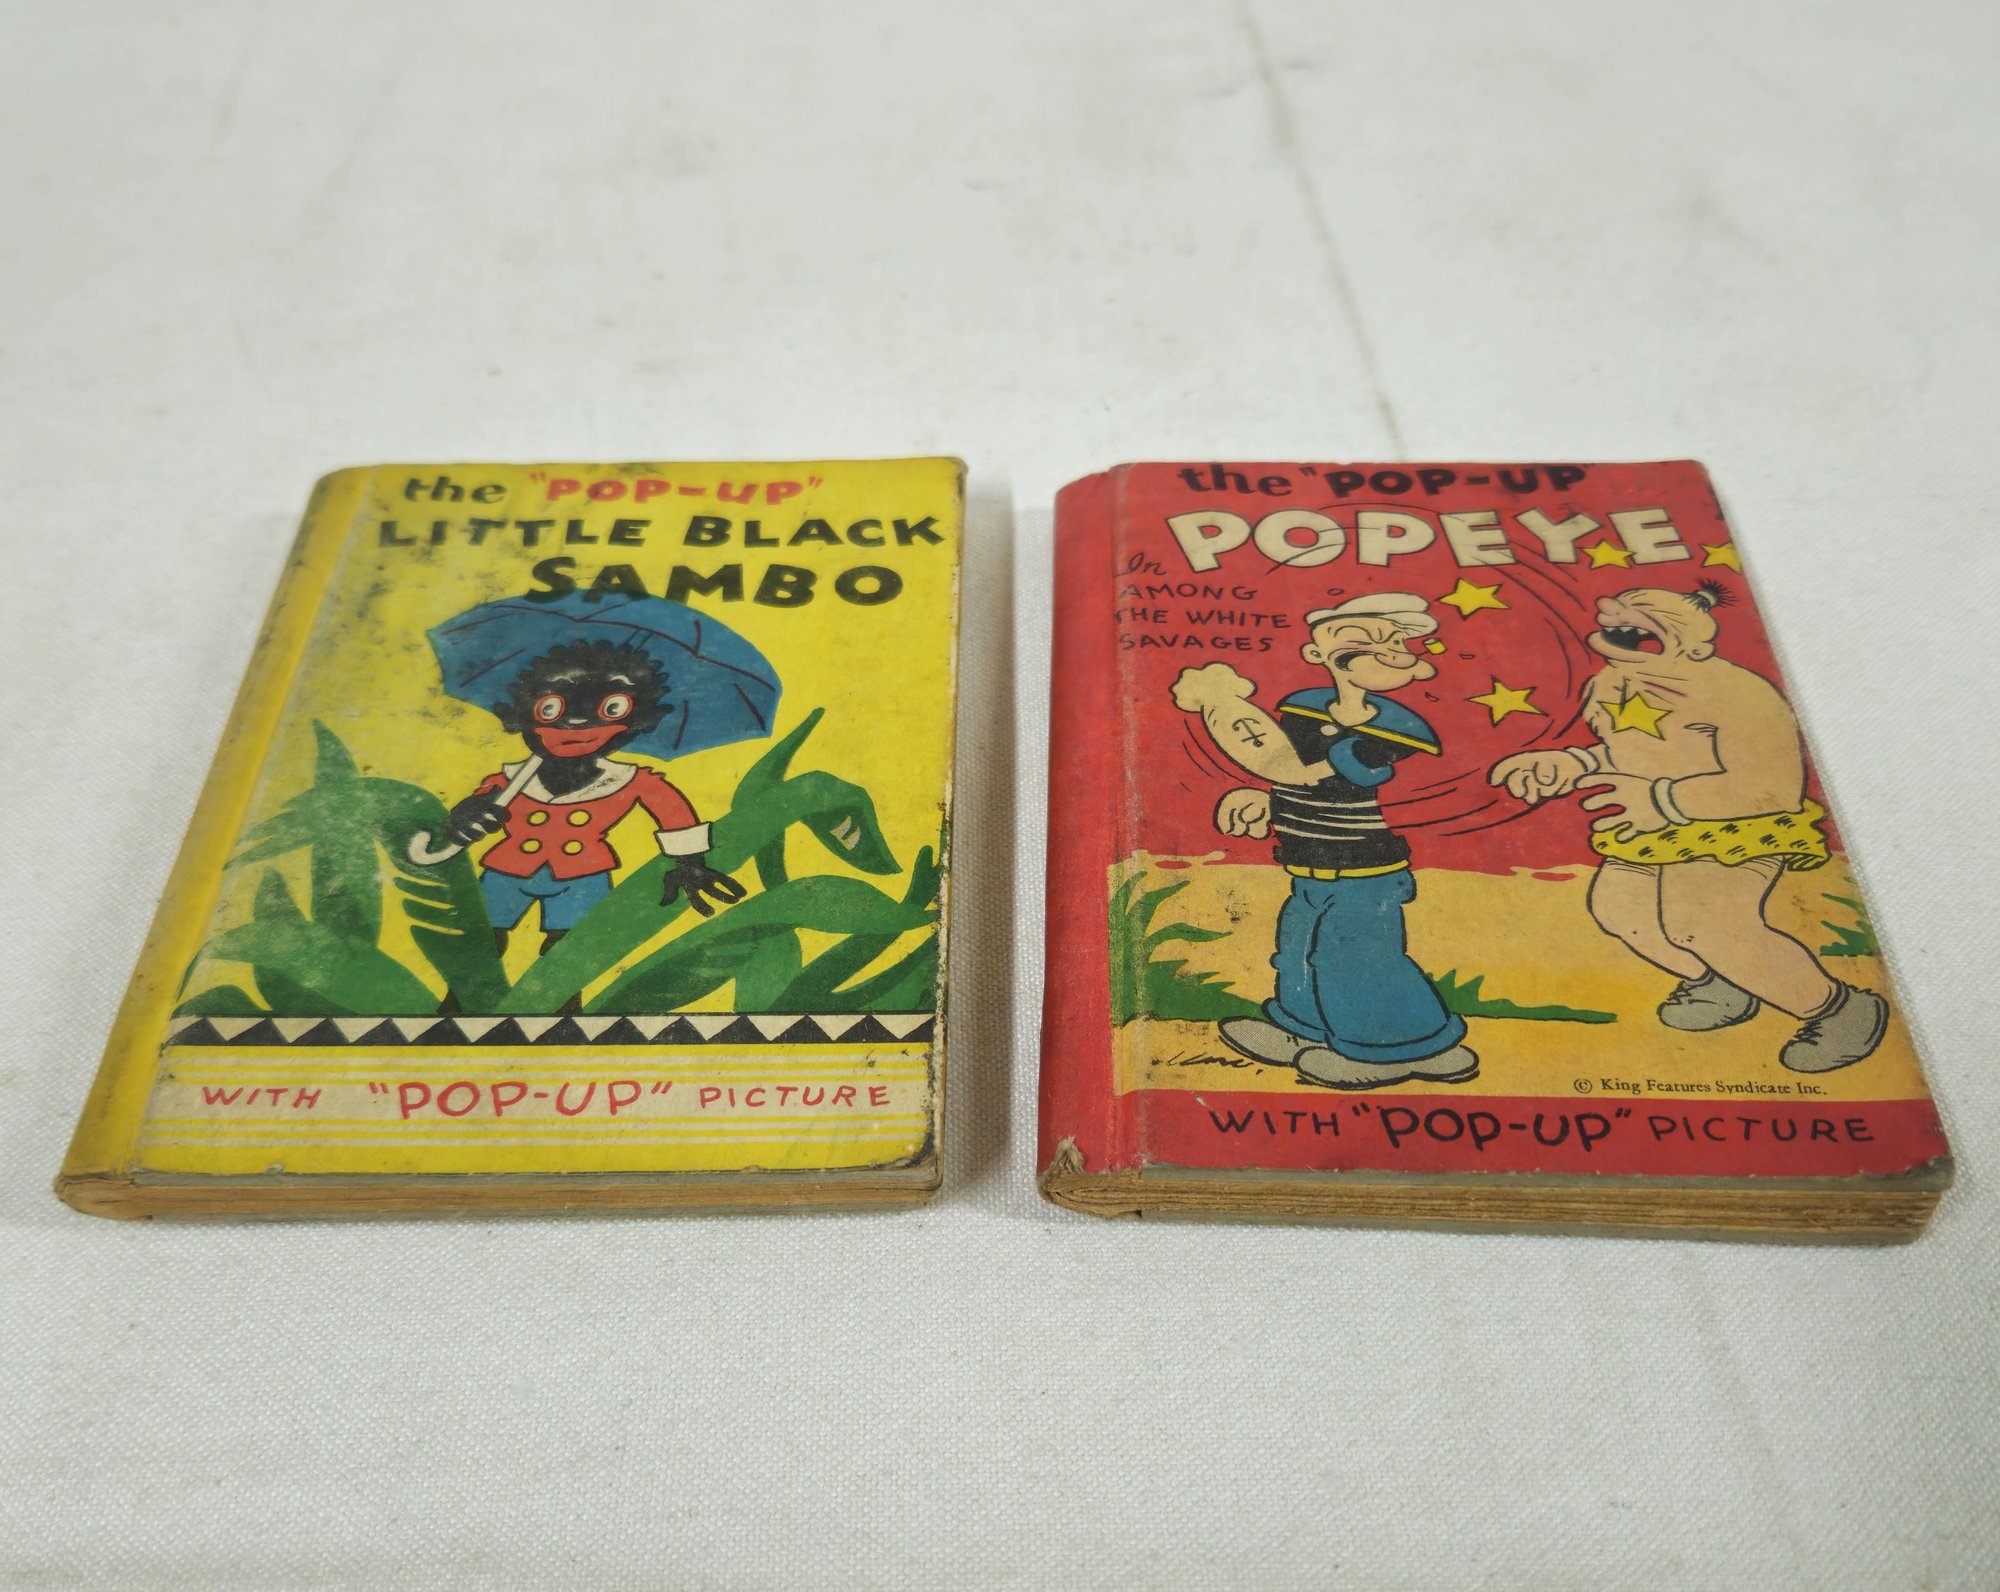 the "POP-UP"
LITTLE BLACK
SAMBO
WITH "POP-UP" PICTURE
the "POP-UP"
POPEYE
In
AMONG
THE WHITE
SAVAGES
© King Features Syndicate Inc.
WITH "POP-UP" PICTURE